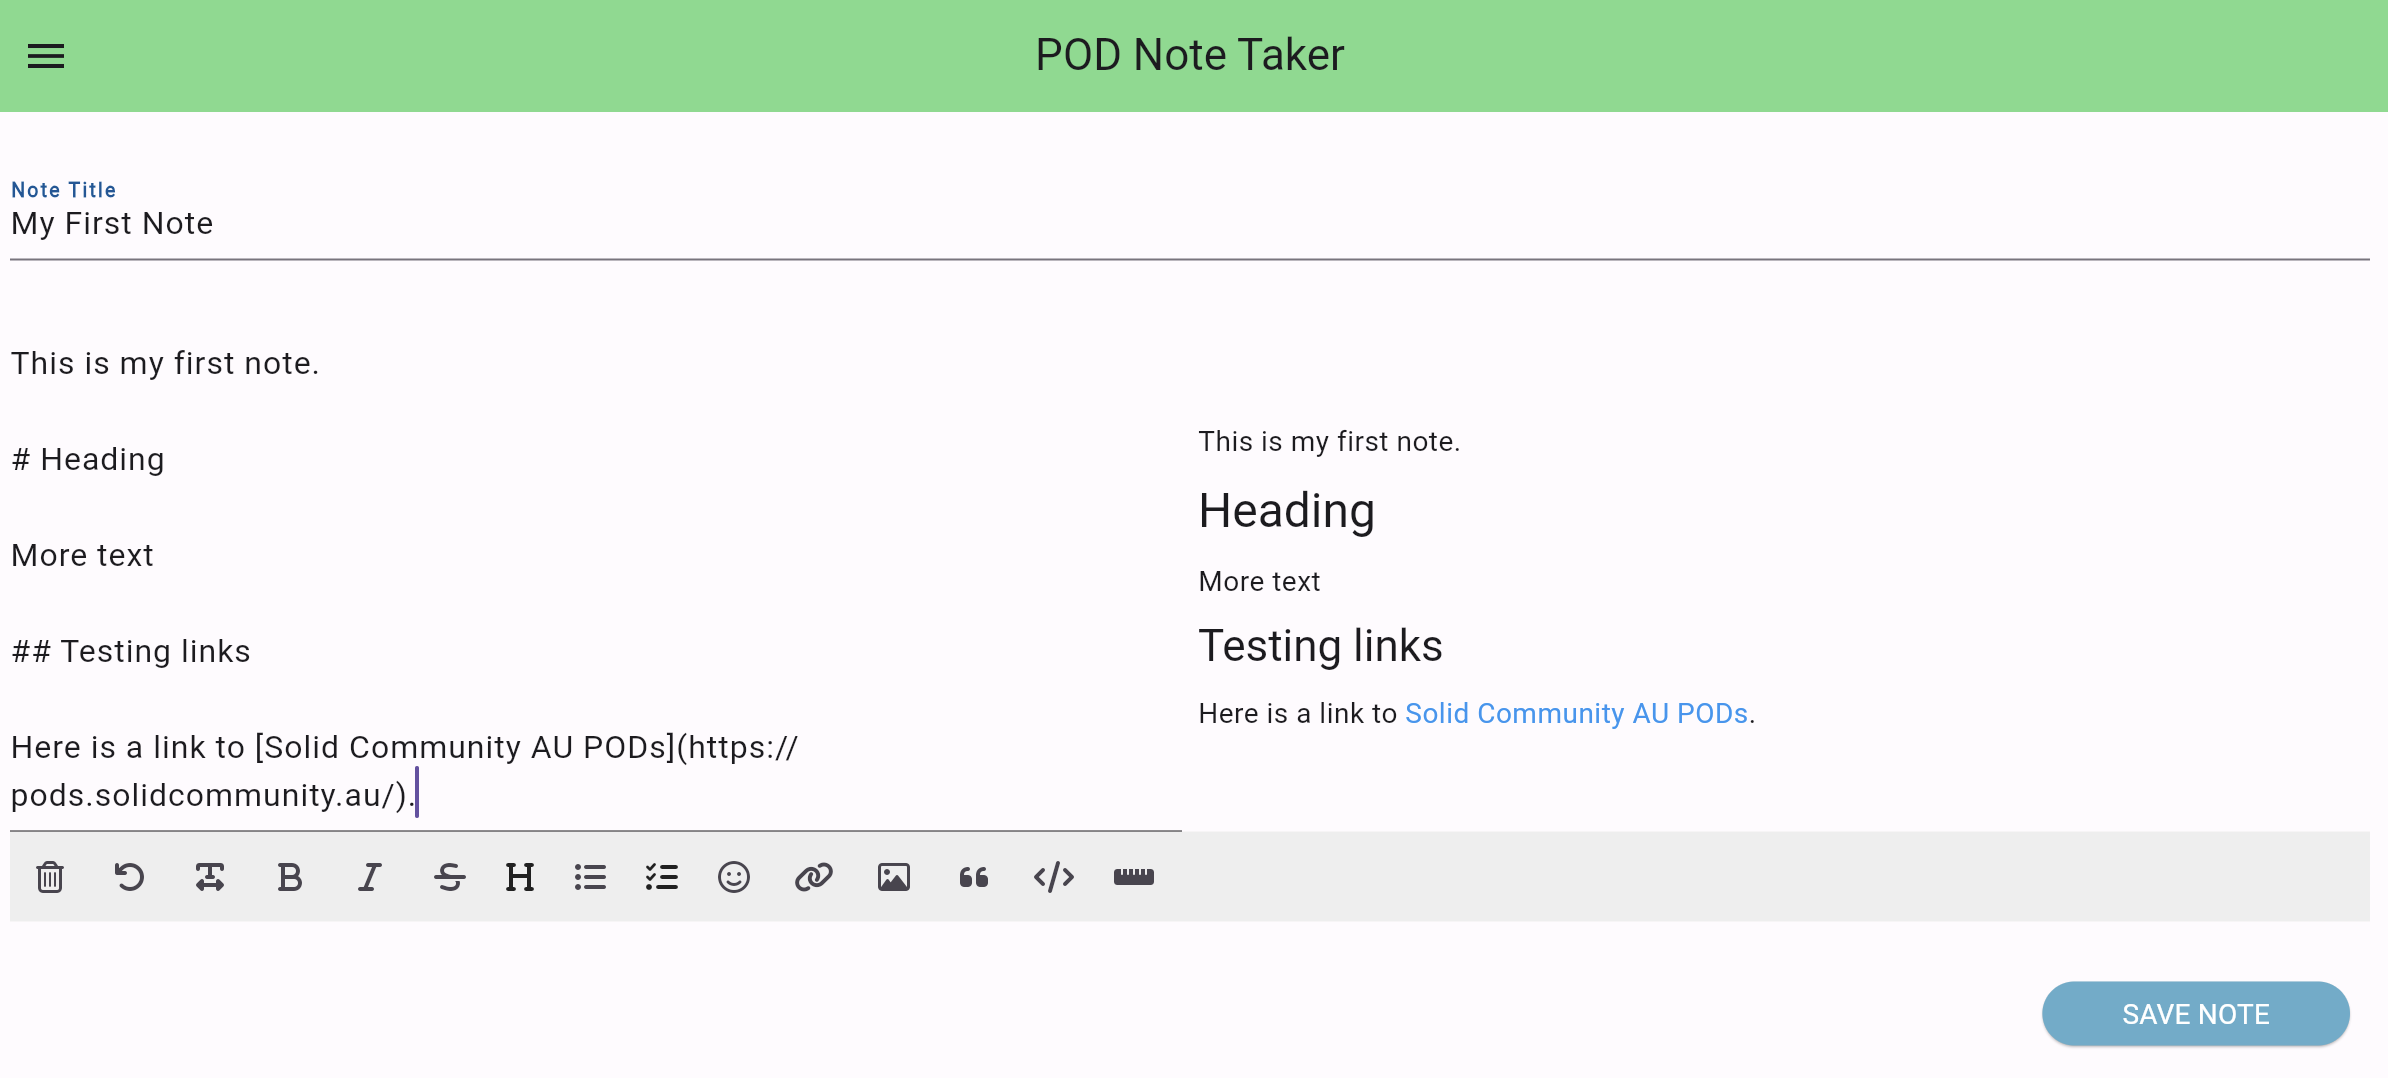 POD Note Taker
Note Title
My First Note
This is my first note.
# Heading
More text
## Testing links
Here is a link to [Solid Community AU PODs](https://
pods.solidcommunity.au/).
This is my first note.
Heading
More text
Testing links
Here is a link to Solid Community AU PODs.
SAVE NOTE